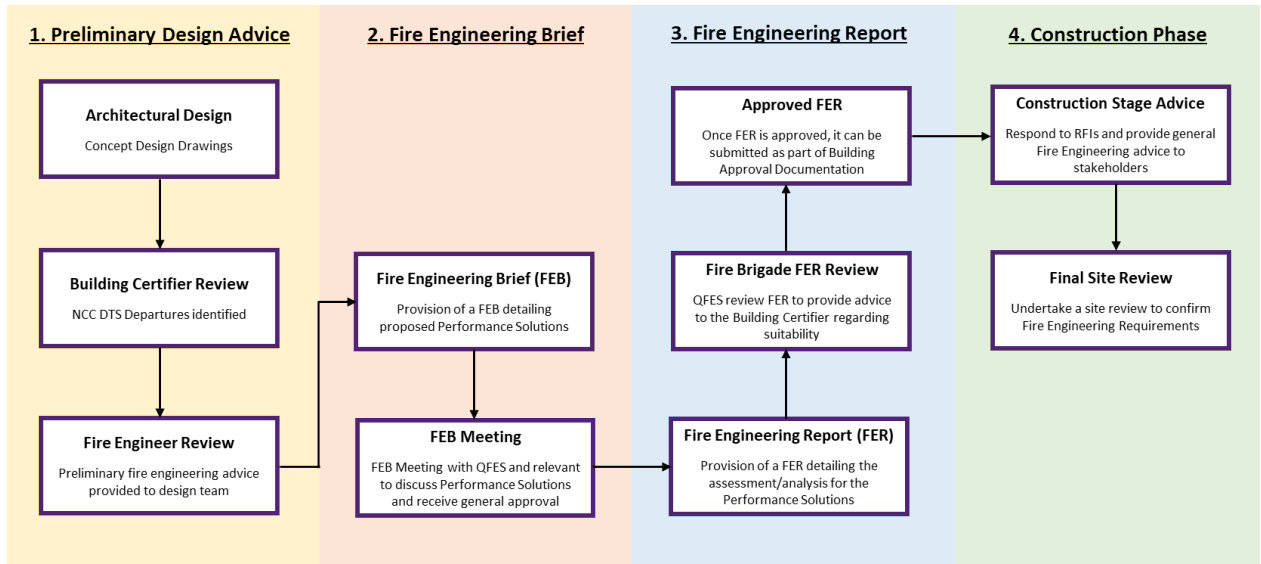 1. Preliminary Design Advice
Architectural Design
Concept Design Drawings
Building Certifier Review
NCC DTS Departures identified
Fire Engineer Review
Preliminary fire engineering advice
provided to design team
2. Fire Engineering Brief
Fire Engineering Brief (FEB)
Provision of a FEB detailing
proposed Performance Solutions
FEB Meeting
FEB Meeting with QFES and relevant
to discuss Performance Solutions
and receive general approval
3. Fire Engineering Report
Approved FER
Once FER is approved, it can be
submitted as part of Building
Approval Documentation
Fire Brigade FER Review
QFES review FER to provide advice
to the Building Certifier regarding
suitability
Fire Engineering Report (FER)
Provision of a FER detailing the
assessment/analysis for the
Performance Solutions
4. Construction Phase
Construction Stage Advice
Respond to RFIs and provide general
Fire Engineering advice to
stakeholders
Final Site Review
Undertake a site review to confirm
Fire Engineering Requirements